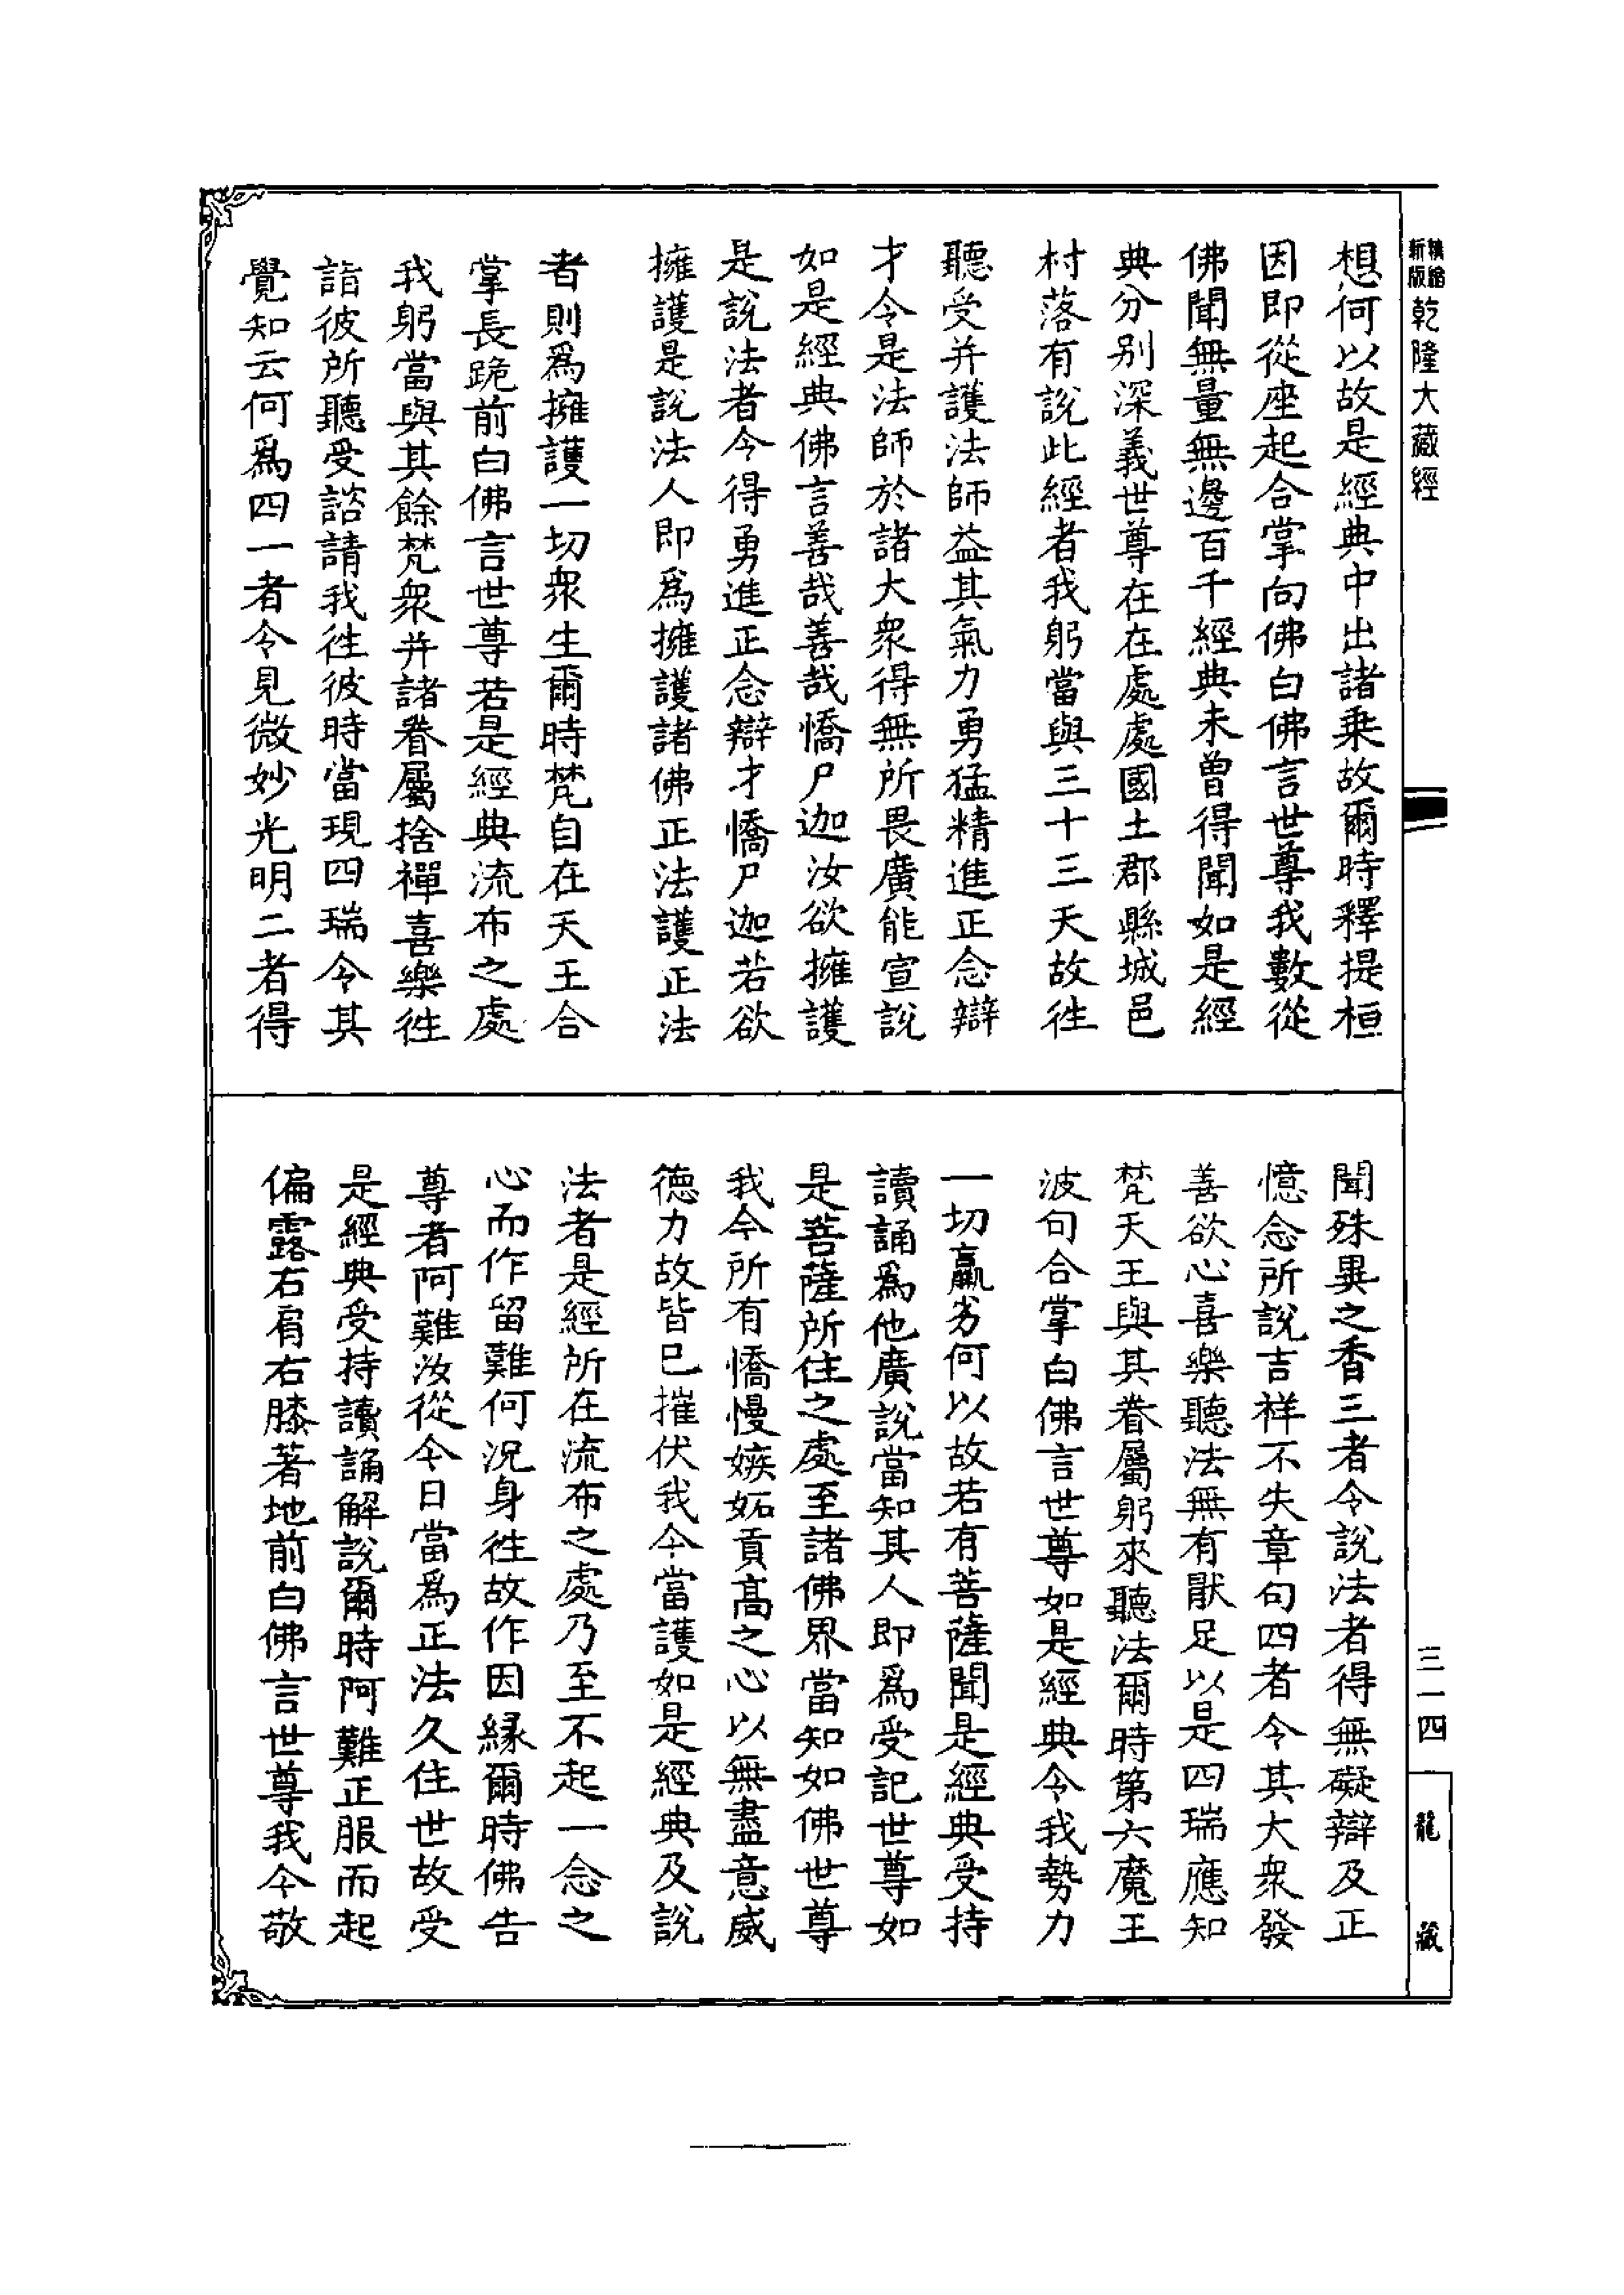 精縮新版乾隆大藏經
想何以故是經典中出諸乗故爾時釋提桓
因即從座起合掌向佛白佛言世尊我數從
佛聞無量無邊百千經典未曽得聞如是經
典分别深義世尊在在處處國土郡縣城邑
村落有說此經者我躬當與三十三天故徃
聽受并護法師益其氣力勇猛精進正念辯
才令是法師於諸大衆得無所畏廣能宣說
如是經典佛言善哉善哉憍尸迦汝欲擁護
是說法者令得勇進正念辯才憍尸迦若欲
擁護是說法人即爲擁護諸佛正法護正法
者則爲擁護一切衆生爾時梵自在天王合
掌長跪前白佛言世尊若是經典流布之處
我躬當與其餘梵衆并諸眷屬捨禪喜樂徃
詣彼所聽受諮請我徃彼時當現四瑞令其
覺知云何爲四一者令見微妙光明二者得
聞殊異之香三者令說法者得無礙辯及正
憶念所說吉祥不失章句四者令其大衆發
善欲心喜樂聽法無有猒足以是四瑞應知
梵天王與其眷屬躬來聽法爾時第六魔王
波旬合掌白佛言世尊如是經典令我勢力
一切羸劣何以故若有菩薩聞是經典受持
讀誦爲他廣說當知其人即爲受記世尊如
是菩薩所住之處至諸佛界當知如佛世尊
我今所有憍慢嫉妬貢髙之心以無盡意威
德力故皆已摧伏我今當護如是經典及說
法者是經所在流布之處乃至不起一念之
心而作留難何況身徃故作因縁爾時佛告
尊者阿難汝從今日當爲正法久住世故受
是經典受持讀誦解說爾時阿難正服而起
偏露右肩右膝著地前白佛言世尊我今敬
三一四
龍藏